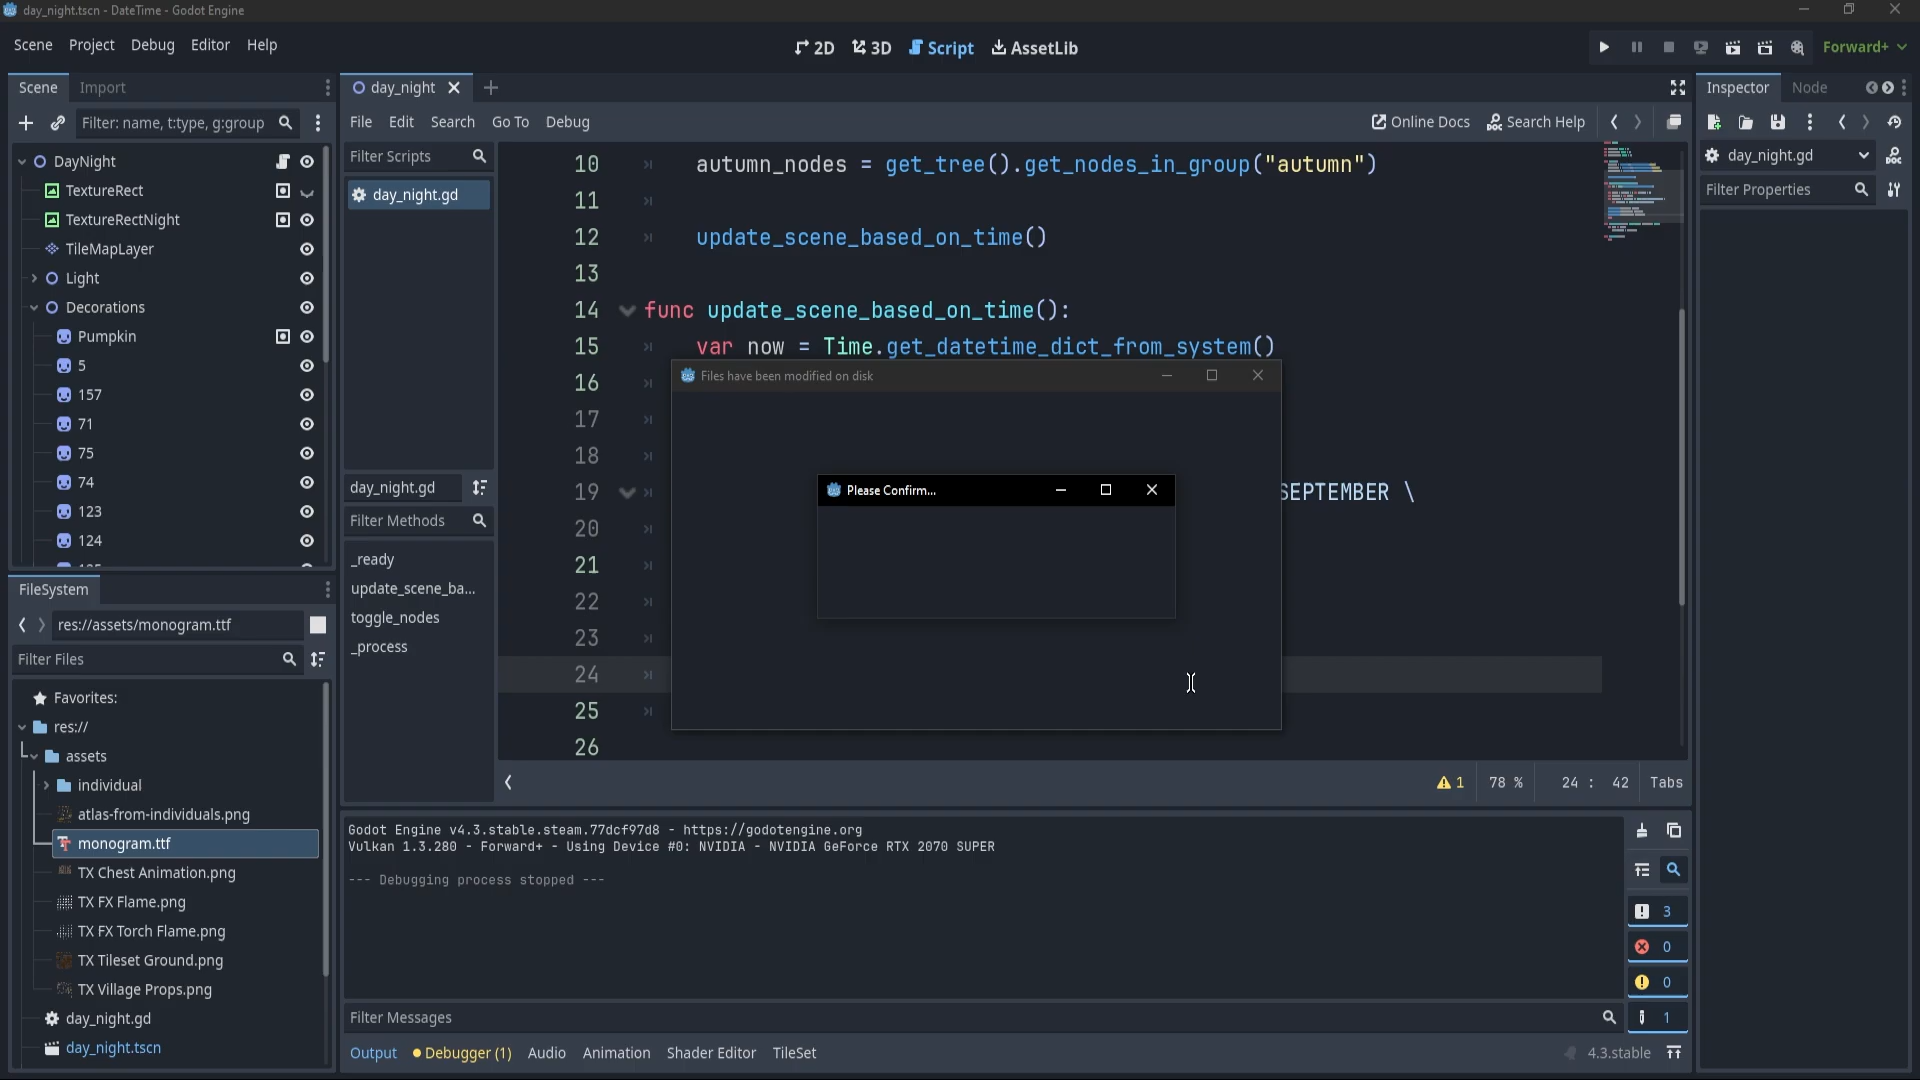 day_night.tscn - DateTime - Godot Engine
Scene Project Debug Editor Help
2D 3D Script AssetLib
Forward+
Scene Import
day_night
Inspector Node
Filter: name, t:type, g:group
File Edit Search Go To Debug
Online Docs Search Help
DayNight
TextureRect
TextureRectNight
TileMapLayer
Light
Decorations
Pumpkin
5
157
71
75
74
123
124
Filter Scripts
day_night.gd
day_night.gd
Filter Methods
_ready
update_scene_ba...
toggle_nodes
_process
10 autumn_nodes = get_tree().get_nodes_in_group("autumn")
11
12 update_scene_based_on_time()
13
14 func update_scene_based_on_time():
15 var now = Time.get_datetime_dict_from_system()
16
17
18
19 SEPTEMBER \
20
21
22
23
24
25
26
Files have been modified on disk
Please Confirm...
1 78 % 24 : 42 Tabs
day_night.gd
Filter Properties
FileSystem
res://assets/monogram.ttf
Filter Files
Favorites:
res://
assets
individual
atlas-from-individuals.png
monogram.ttf
TX Chest Animation.png
TX FX Flame.png
TX FX Torch Flame.png
TX Tileset Ground.png
TX Village Props.png
day_night.gd
day_night.tscn
Godot Engine v4.3.stable.steam.77dcf97d8 - https://godotengine.org
Vulkan 1.3.280 - Forward+ - Using Device #0: NVIDIA - NVIDIA GeForce RTX 2070 SUPER
--- Debugging process stopped ---
3
0
0
1
Filter Messages
Output Debugger (1) Audio Animation Shader Editor TileSet
4.3.stable